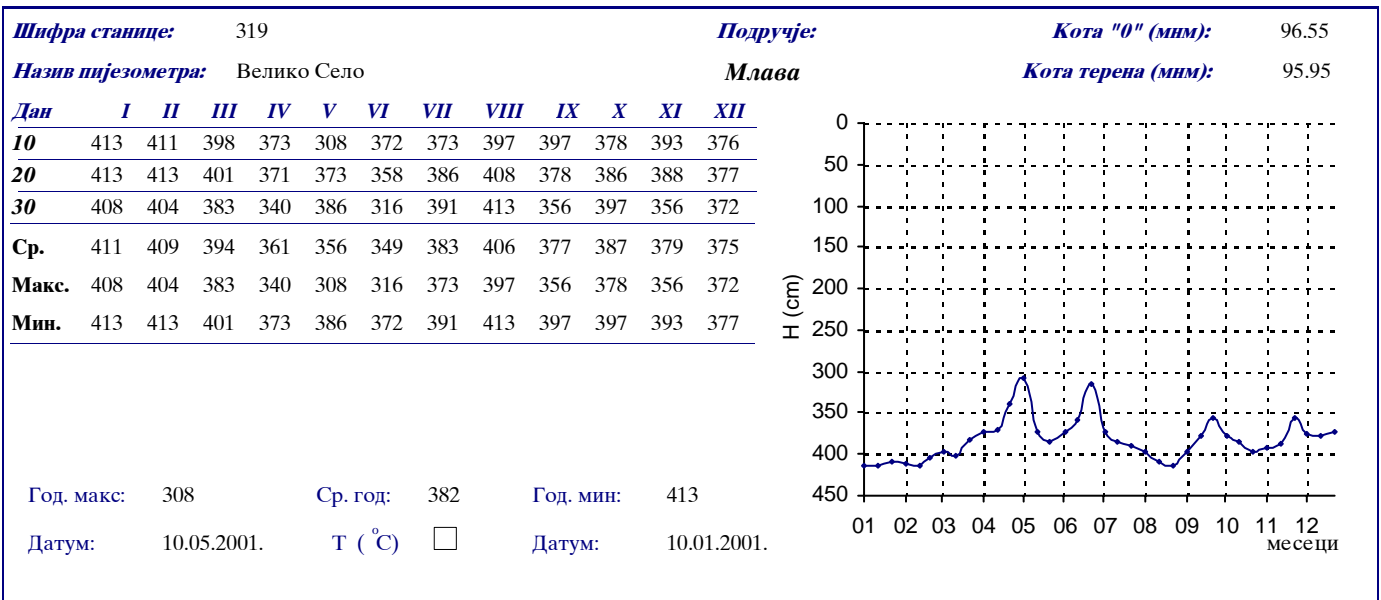 Шифра станице: 319 Подручје: Кота "0" (мнм): 96.55
Назив пијезометра: Велико Село Млава Кота терена (мнм): 95.95
Дан I II III IV V VI VII VIII IX X XI XII
10 413 411 398 373 308 372 373 397 397 378 393 376
20 413 413 401 371 373 358 386 408 378 386 388 377
30 408 404 383 340 386 316 391 413 356 397 356 372
Ср. 411 409 394 361 356 349 383 406 377 387 379 375
Макс. 408 404 383 340 308 316 373 397 356 378 356 372
Мин. 413 413 401 373 386 372 391 413 397 397 393 377
Год. макс: 308 Ср. год: 382 Год. мин: 413
Датум: 10.05.2001. Т (°C) Датум: 10.01.2001.
H (cm)
0
50
100
150
200
250
300
350
400
450
01 02 03 04 05 06 07 08 09 10 11 12
месеци